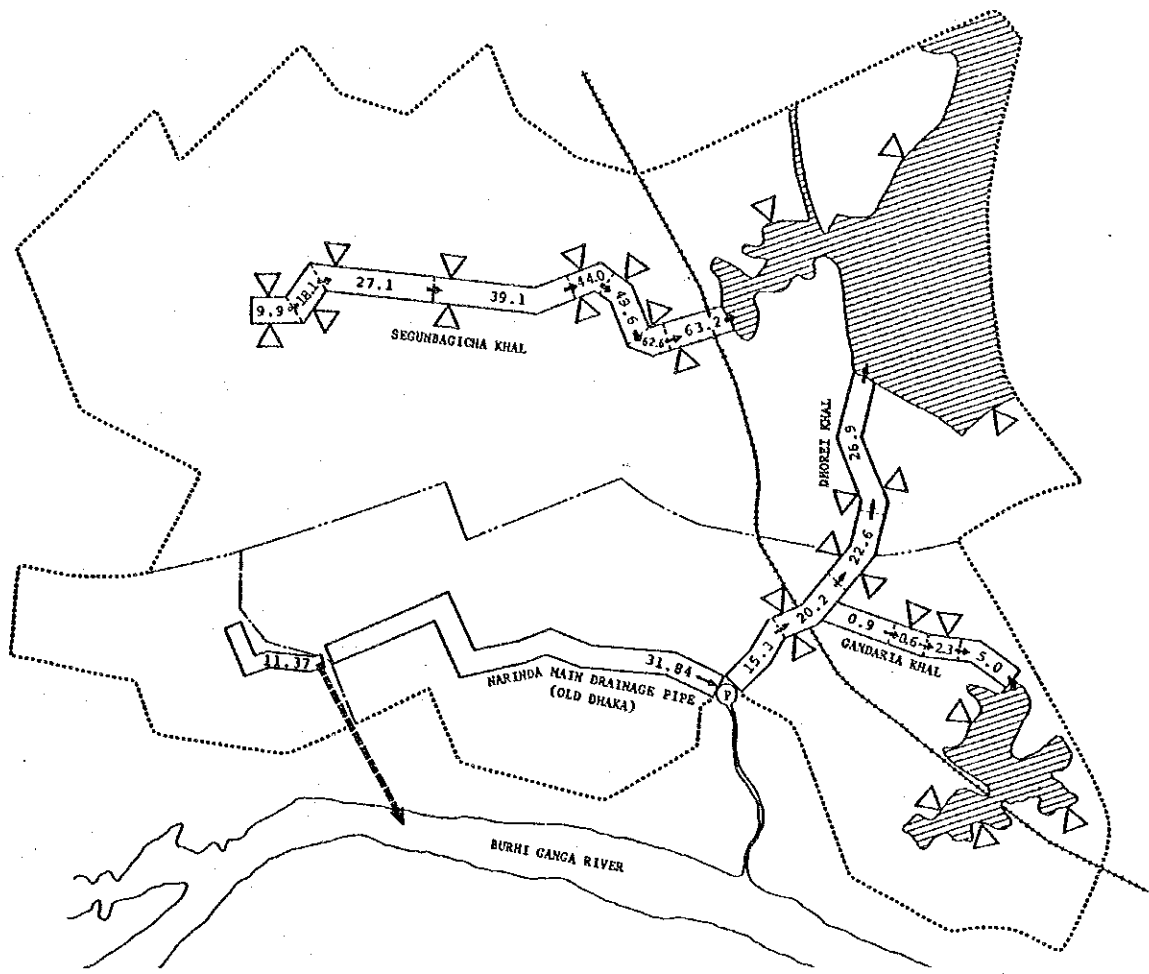 9.9
18.1
27.1
39.1
44.0
49.6
62.6
63.2
SEGUNBAGICHA KHAL
DHOREI KHAL
26.9
22.6
20.2
15.3
0.9
0.6
2.3
5.0
GANDARIA KHAL
11.37
31.84
NARINDA MAIN DRAINAGE PIPE
(OLD DHAKA)
P
BURHI GANGA RIVER